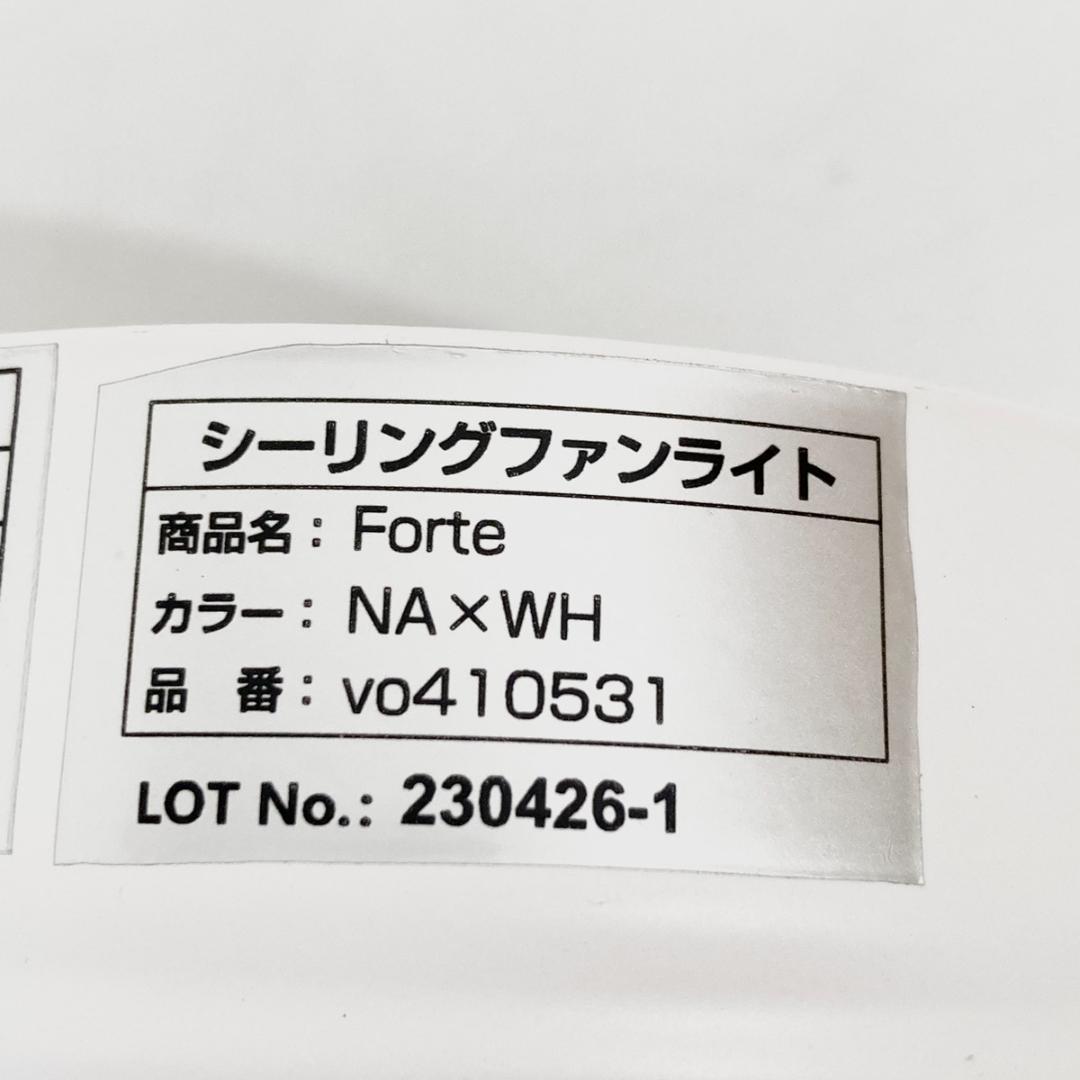 シーリングファンライト
商品名：Forte
カラー：NA×WH
品　番：vo410531
LOT No.: 230426-1